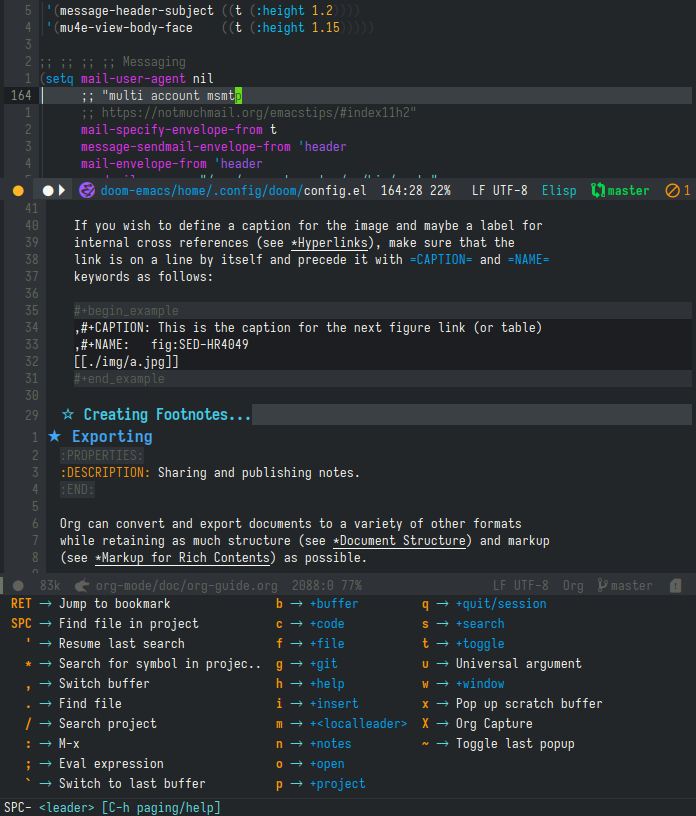 5 '(message-header-subject ((t (:height 1.2))))
4 '(mu4e-view-body-face    ((t (:height 1.15)))))
3
2 ;; ;; ;; ;; Messaging
1 (setq mail-user-agent nil
164       ;; "multi account msmtp
1       ;; https://notmuchmail.org/emacstips/#index11h2"
2       mail-specify-envelope-from t
3       message-sendmail-envelope-from 'header
4       mail-envelope-from 'header
doom-emacs/home/.config/doom/config.el  164:28 22%  LF UTF-8  Elisp  master  1
41
40 If you wish to define a caption for the image and maybe a label for
39 internal cross references (see *Hyperlinks), make sure that the
38 link is on a line by itself and precede it with =CAPTION= and =NAME=
37 keywords as follows:
36
35 #+begin_example
34 ,#+CAPTION: This is the caption for the next figure link (or table)
33 ,#+NAME:   fig:SED-HR4049
32 [[./img/a.jpg]]
31 #+end_example
30
29 ☆ Creating Footnotes...
1 ★ Exporting
2 :PROPERTIES:
3 :DESCRIPTION: Sharing and publishing notes.
4 :END:
5
6 Org can convert and export documents to a variety of other formats
7 while retaining as much structure (see *Document Structure) and markup
8 (see *Markup for Rich Contents) as possible.
83k  org-mode/doc/org-guide.org  2088:0 77%  LF UTF-8  Org  master
RET → Jump to bookmark  b → +buffer  q → +quit/session
SPC → Find file in project  c → +code  s → +search
' → Resume last search  f → +file  t → +toggle
* → Search for symbol in projec..  g → +git  u → Universal argument
, → Switch buffer  h → +help  w → +window
. → Find file  i → +insert  x → Pop up scratch buffer
/ → Search project  m → +<localleader>  X → Org Capture
: → M-x  n → +notes  ~ → Toggle last popup
; → Eval expression  o → +open
` → Switch to last buffer  p → +project
SPC- <leader> [C-h paging/help]